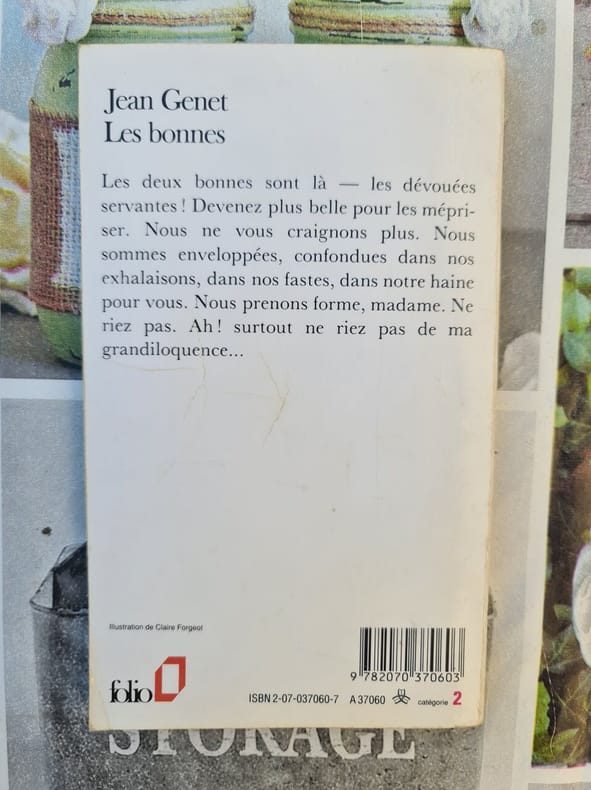 Jean Genet
Les bonnes
Les deux bonnes sont là — les dévouées
servantes ! Devenez plus belle pour les mépri-
ser. Nous ne vous craignons plus. Nous
sommes enveloppées, confondues dans nos
exhalaisons, dans nos fastes, dans notre haine
pour vous. Nous prenons forme, madame. Ne
riez pas. Ah ! surtout ne riez pas de ma
grandiloquence...
Illustration de Claire Forgeot
9 782070 370603
folio
ISBN 2-07-037060-7 A 37060 catégorie 2
STORAGE